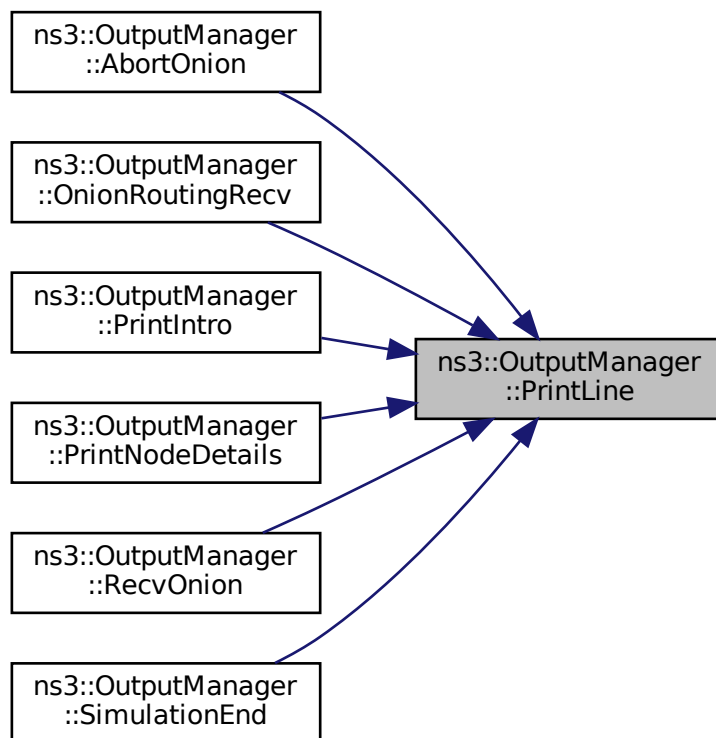 ns3::OutputManager
::AbortOnion
ns3::OutputManager
::OnionRoutingRecv
ns3::OutputManager
::PrintIntro
ns3::OutputManager
::PrintLine
ns3::OutputManager
::PrintNodeDetails
ns3::OutputManager
::RecvOnion
ns3::OutputManager
::SimulationEnd